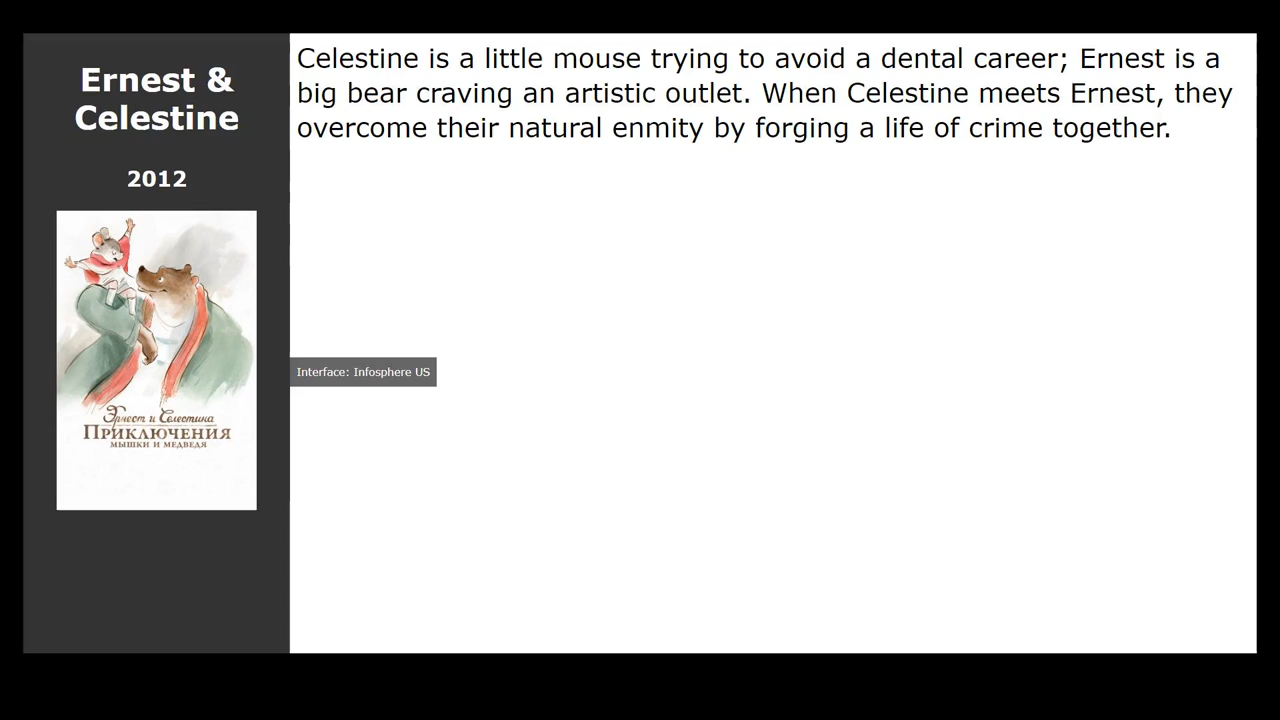 Ernest &
Celestine
2012
Эрнест и Селестина
ПРИКЛЮЧЕНИЯ
МЫШКИ И МЕДВЕДЯ
Celestine is a little mouse trying to avoid a dental career; Ernest is a
big bear craving an artistic outlet. When Celestine meets Ernest, they
overcome their natural enmity by forging a life of crime together.
Interface: Infosphere US